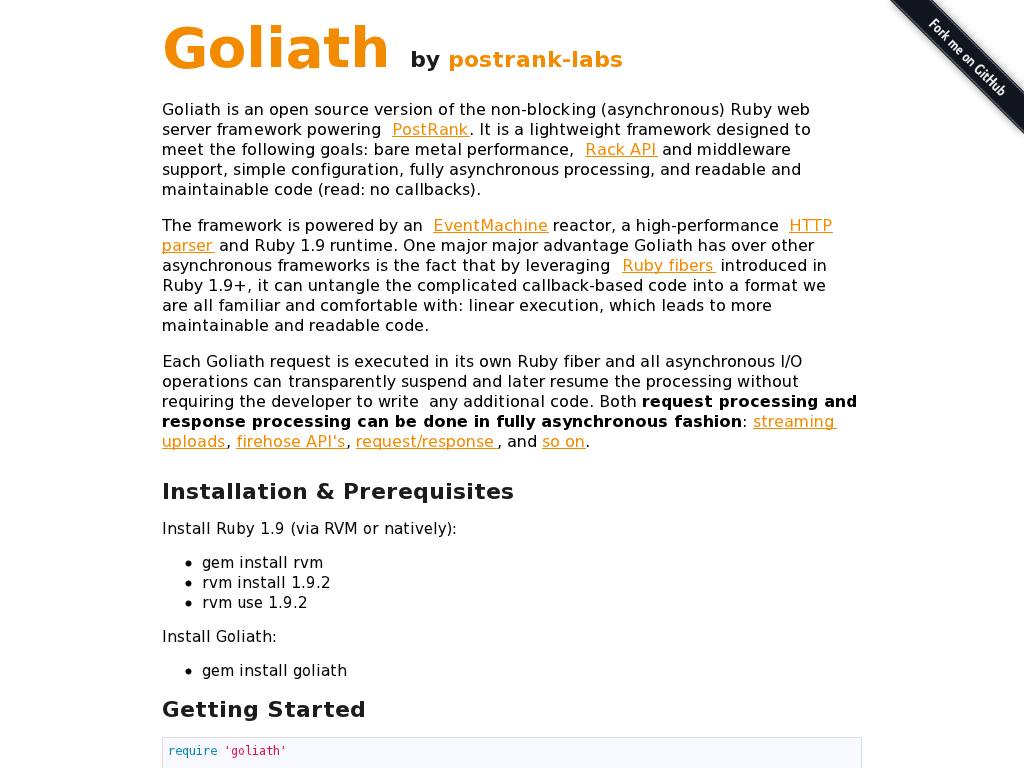 Goliath by postrank-labs
Fork me on GitHub
Goliath is an open source version of the non-blocking (asynchronous) Ruby web
server framework powering PostRank. It is a lightweight framework designed to
meet the following goals: bare metal performance, Rack API and middleware
support, simple configuration, fully asynchronous processing, and readable and
maintainable code (read: no callbacks).
The framework is powered by an EventMachine reactor, a high-performance HTTP
parser and Ruby 1.9 runtime. One major major advantage Goliath has over other
asynchronous frameworks is the fact that by leveraging Ruby fibers introduced in
Ruby 1.9+, it can untangle the complicated callback-based code into a format we
are all familiar and comfortable with: linear execution, which leads to more
maintainable and readable code.
Each Goliath request is executed in its own Ruby fiber and all asynchronous I/O
operations can transparently suspend and later resume the processing without
requiring the developer to write any additional code. Both request processing and
response processing can be done in fully asynchronous fashion: streaming
uploads, firehose API's, request/response, and so on.
Installation & Prerequisites
Install Ruby 1.9 (via RVM or natively):
• gem install rvm
• rvm install 1.9.2
• rvm use 1.9.2
Install Goliath:
• gem install goliath
Getting Started
require 'goliath'